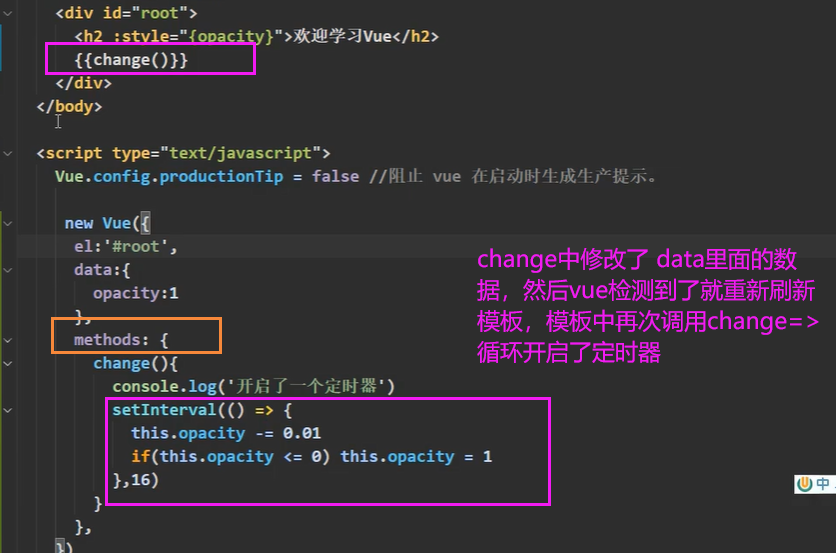 <div id="root">
<h2 :style="{opacity}">欢迎学习Vue</h2>
{{change()}}
</div>
</body>
<script type="text/javascript">
Vue.config.productionTip = false //阻止 vue 在启动时生成生产提示。
new Vue({
el:'#root',
data:{
opacity:1
},
methods: {
change(){
console.log('开启了一个定时器')
setInterval(() => {
this.opacity -= 0.01
if(this.opacity <= 0) this.opacity = 1
},16)
}
},
})
change中修改了 data里面的数
据，然后vue检测到了就重新刷新
模板，模板中再次调用change=>
循环开启了定时器
中